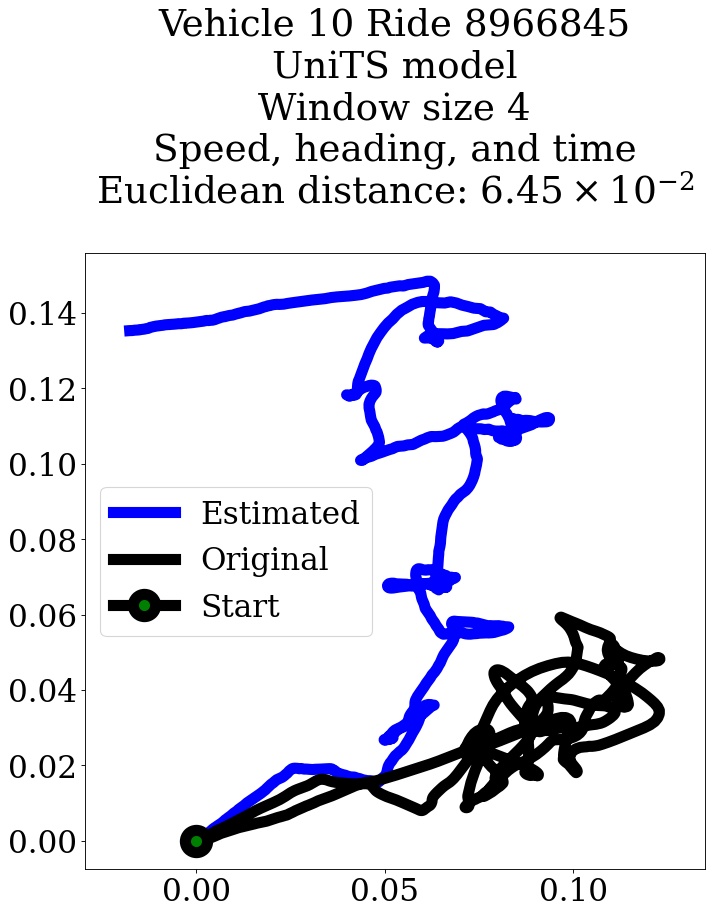 Vehicle 10 Ride 8966845
UniTS model
Window size 4
Speed, heading, and time
Euclidean distance: 6.45 × 10⁻²
0.14
0.12
0.10
0.08
0.06
0.04
0.02
0.00
Estimated
Original
Start
0.00 0.05 0.10